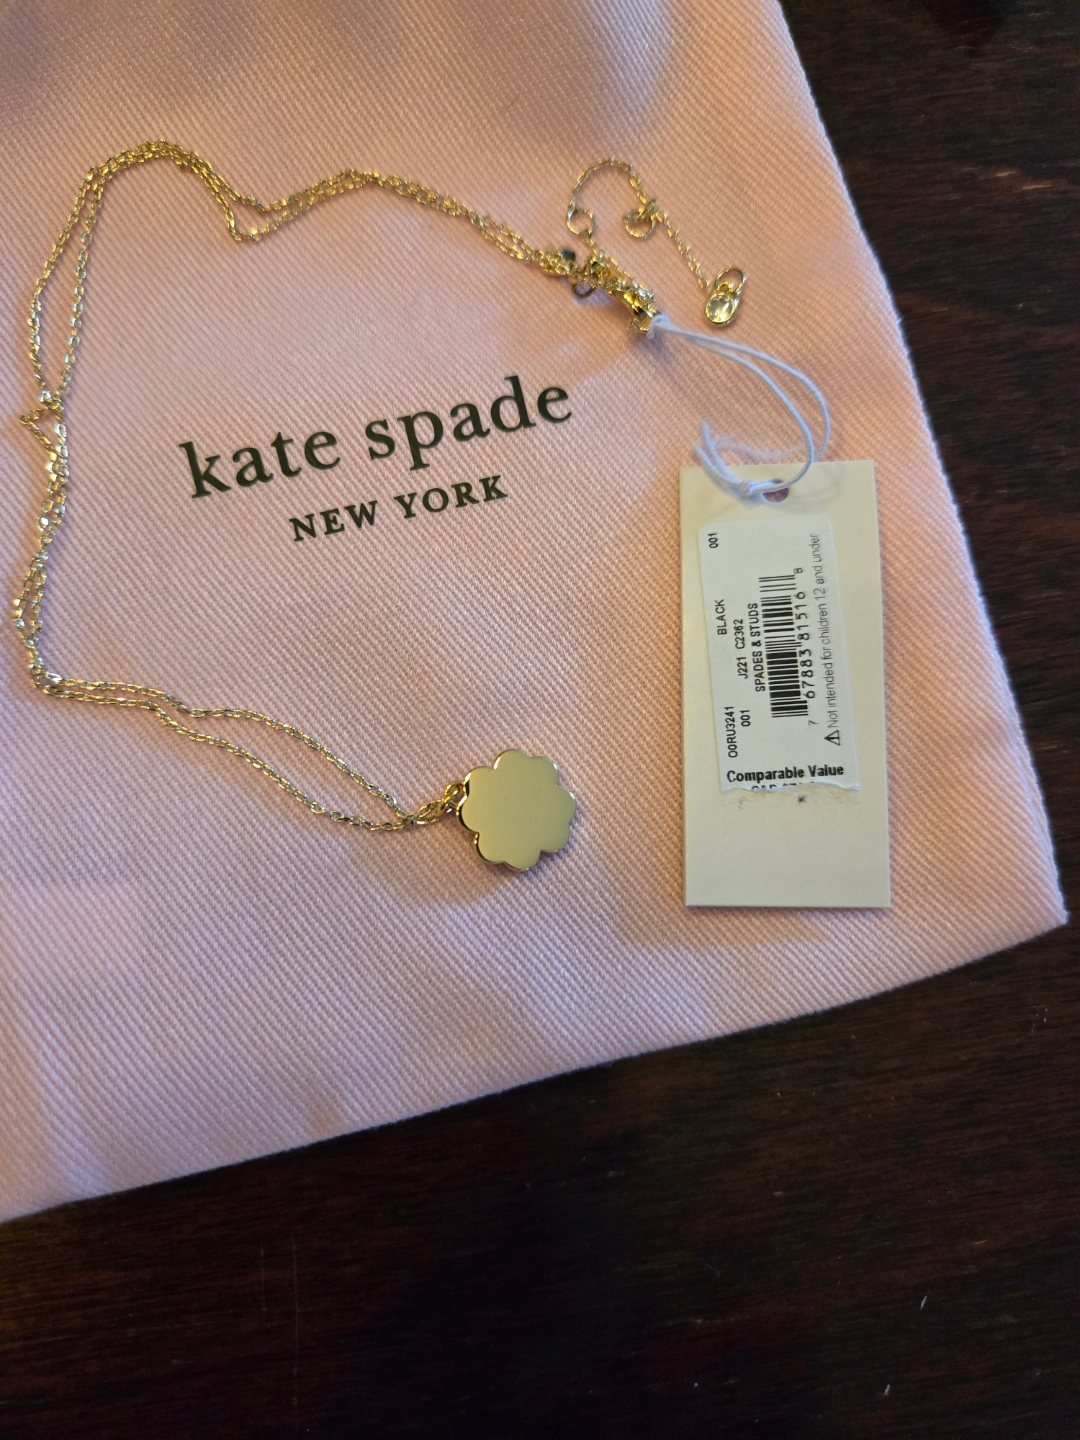 kate spade
NEW YORK
001
BLACK
J221 C2362
SPADES & STUDS
O0RU3241
001
7 67883 81516 8
⚠ Not intended for children 12 and under
Comparable Value